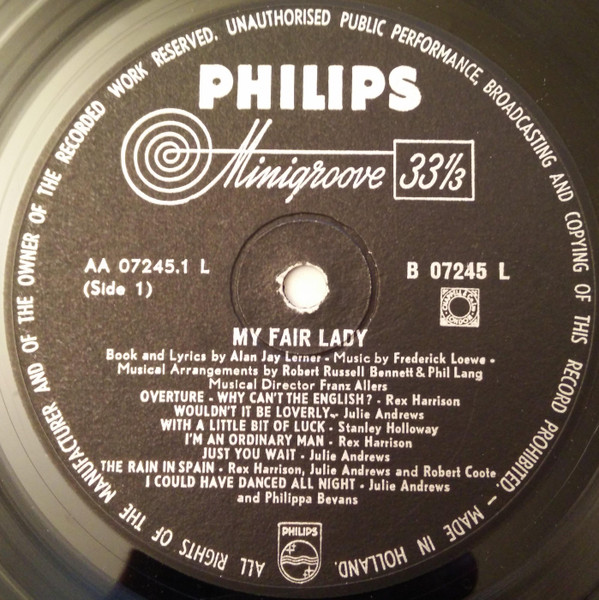 ALL RIGHTS OF THE MANUFACTURER AND OF THE OWNER OF THE RECORDED WORK RESERVED. UNAUTHORISED PUBLIC PERFORMANCE, BROADCASTING AND COPYING OF THIS RECORD PROHIBITED. – MADE IN HOLLAND.
PHILIPS
Minigroove 33⅓
AA 07245.1 L
(Side 1)
B 07245 L
MY FAIR LADY
Book and Lyrics by Alan Jay Lerner - Music by Frederick Loewe -
Musical Arrangements by Robert Russell Bennett & Phil Lang
Musical Director Franz Allers
OVERTURE - WHY CAN'T THE ENGLISH? - Rex Harrison
WOULDN'T IT BE LOVERLY - Julie Andrews
WITH A LITTLE BIT OF LUCK - Stanley Holloway
I'M AN ORDINARY MAN - Rex Harrison
JUST YOU WAIT - Julie Andrews
THE RAIN IN SPAIN - Rex Harrison, Julie Andrews and Robert Coote
I COULD HAVE DANCED ALL NIGHT - Julie Andrews
and Philippa Bevans
PHILIPS